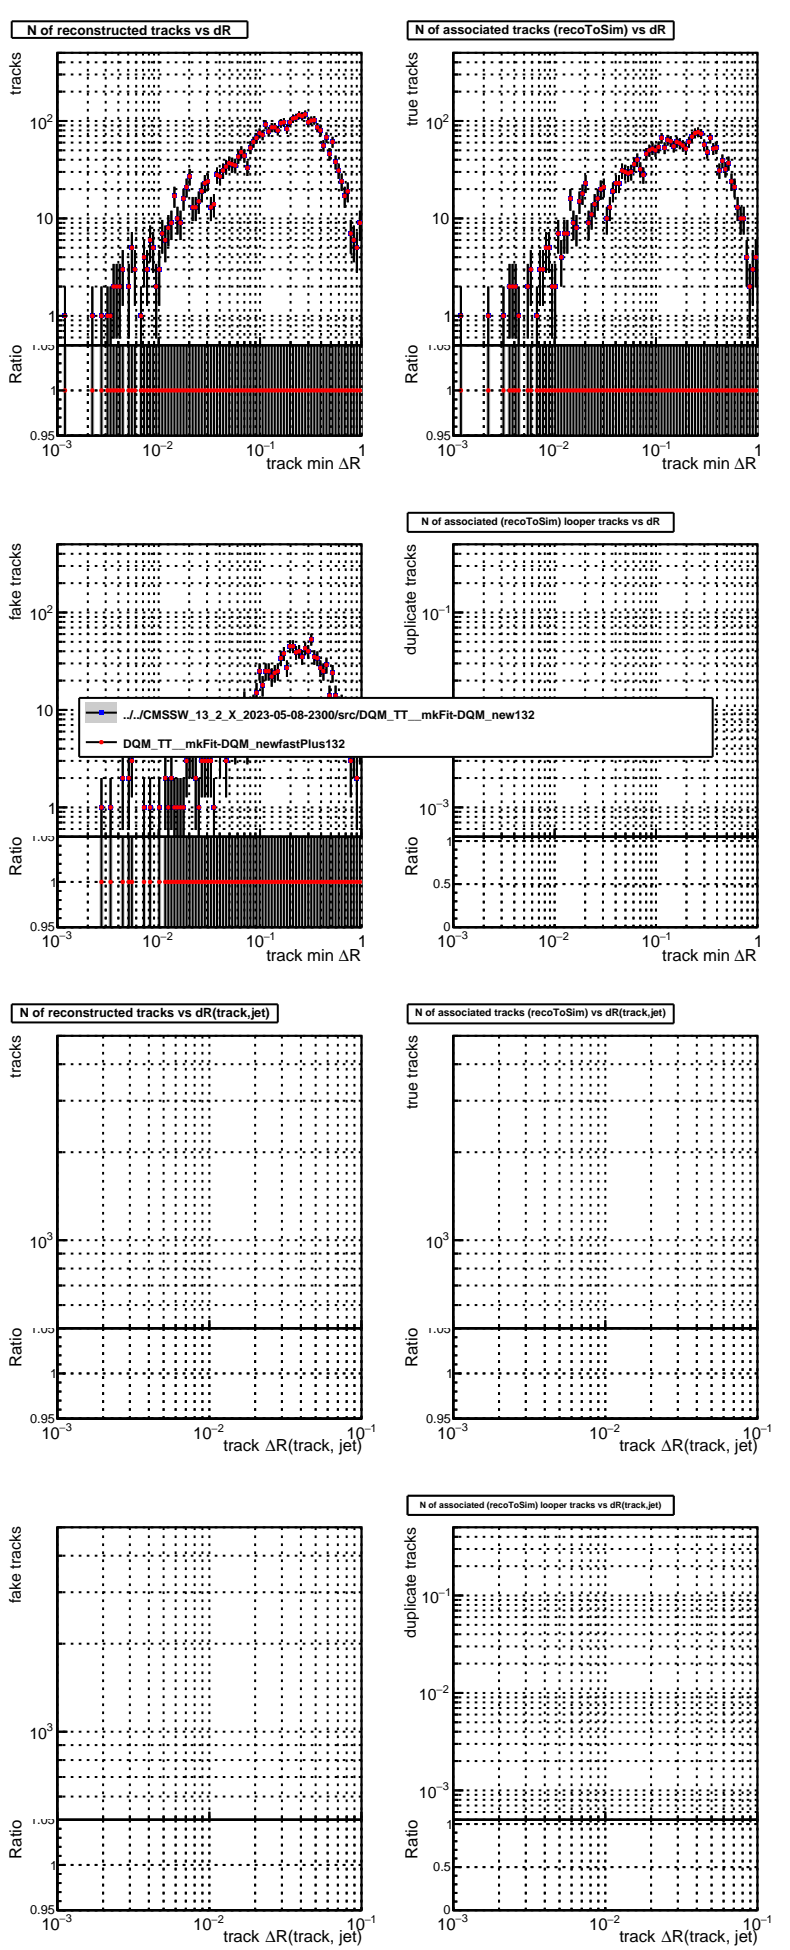 N of reconstructed tracks vs dR
N of associated tracks (recoToSim) vs dR
tracks
10²
10
1
1.05
Ratio
1
0.95
10⁻³
10⁻²
10⁻¹
1
track min ΔR
true tracks
10²
10
1
1.05
Ratio
1
0.95
10⁻³
10⁻²
10⁻¹
1
track min ΔR
N of associated (recoToSim) looper tracks vs dR
fake tracks
10²
10
1
1.05
Ratio
1
0.95
10⁻³
10⁻²
10⁻¹
1
track min ΔR
duplicate tracks
10⁻¹
10⁻³
Ratio
1
0.5
0
10⁻³
10⁻²
10⁻¹
1
track min ΔR
../../CMSSW_13_2_X_2023-05-08-2300/src/DQM_TT__mkFit-DQM_new132
DQM_TT__mkFit-DQM_newfastPlus132
N of reconstructed tracks vs dR(track,jet)
N of associated tracks (recoToSim) vs dR(track,jet)
tracks
10³
1.05
Ratio
1
0.95
10⁻³
10⁻²
10⁻¹
track ΔR(track, jet)
true tracks
10³
1.05
Ratio
1
0.95
10⁻³
10⁻²
10⁻¹
track ΔR(track, jet)
N of associated (recoToSim) looper tracks vs dR(track,jet)
fake tracks
10³
1.05
Ratio
1
0.95
10⁻³
10⁻²
10⁻¹
track ΔR(track, jet)
duplicate tracks
10⁻¹
10⁻²
10⁻³
Ratio
1
0.5
0
10⁻³
10⁻²
10⁻¹
track ΔR(track, jet)